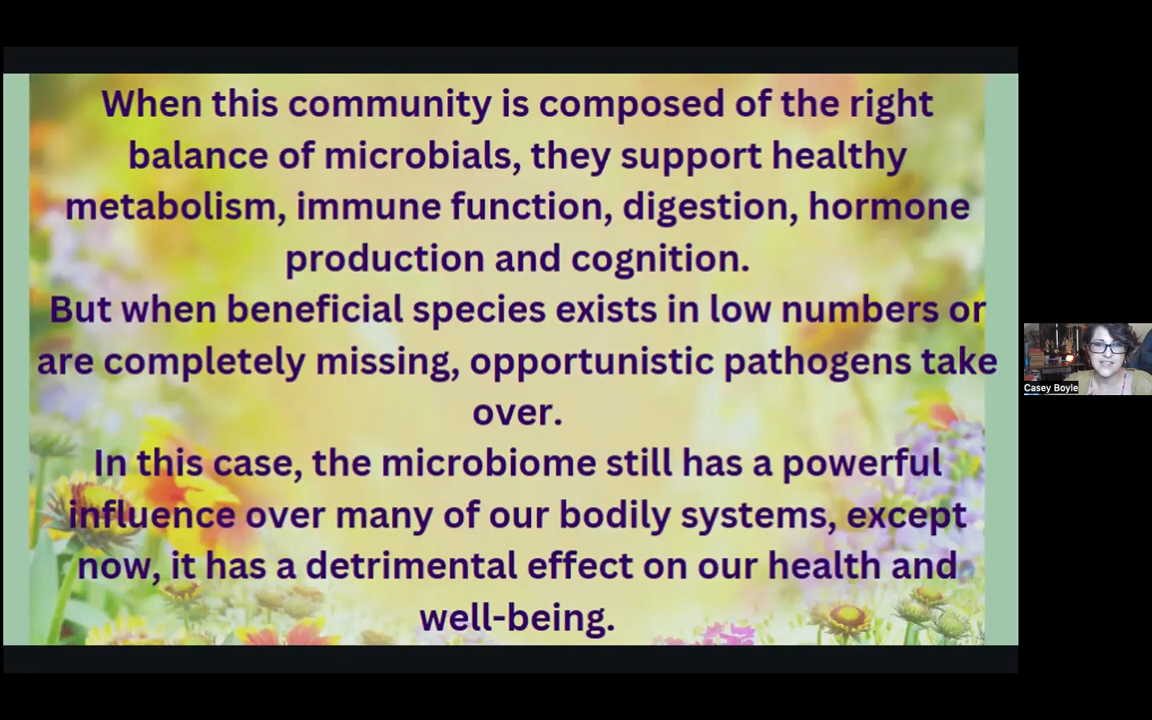 When this community is composed of the right
balance of microbials, they support healthy
metabolism, immune function, digestion, hormone
production and cognition.
But when beneficial species exists in low numbers or
are completely missing, opportunistic pathogens take
over.
In this case, the microbiome still has a powerful
influence over many of our bodily systems, except
now, it has a detrimental effect on our health and
well-being.
Casey Boyle